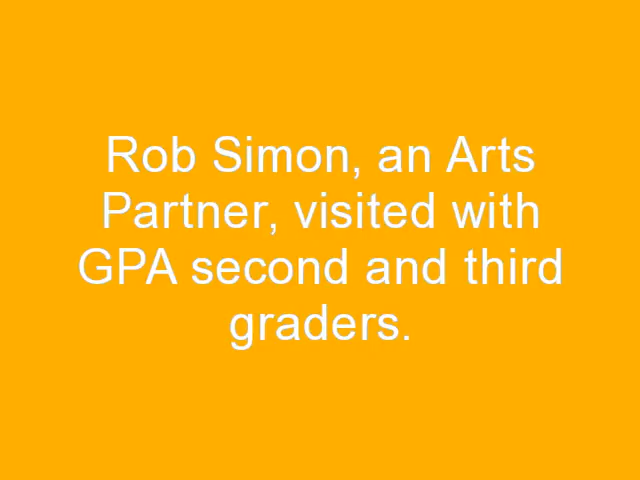 Rob Simon, an Arts
Partner, visited with
GPA second and third
graders.